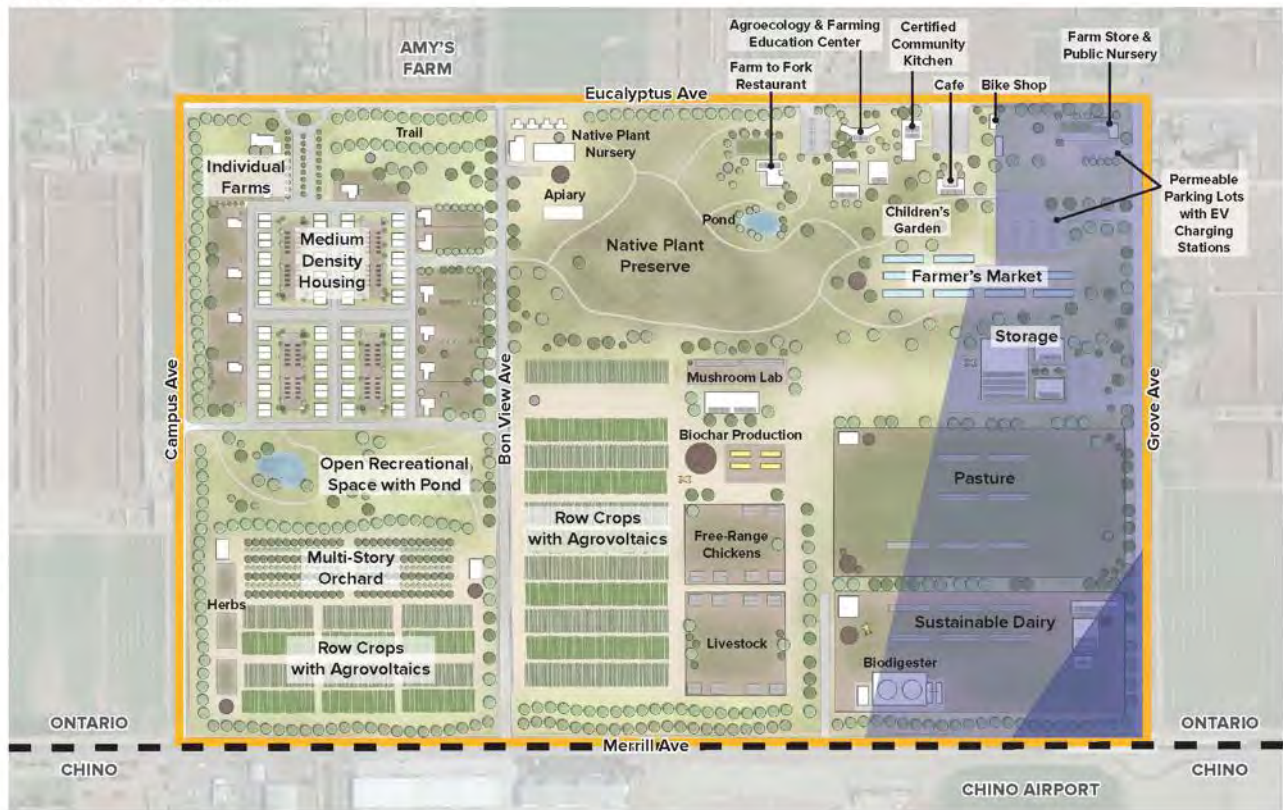 AMY'S
FARM
Agroecology & Farming
Education Center
Certified
Community
Kitchen
Farm Store &
Public Nursery
Farm to Fork
Restaurant
Cafe
Bike Shop
Eucalyptus Ave
Trail
Native Plant
Nursery
Individual
Farms
Apiary
Permeable
Parking Lots
with EV
Charging
Stations
Pond
Children's
Garden
Medium
Density
Housing
Native Plant
Preserve
Farmer's Market
Storage
Campus Ave
Bon View Ave
Grove Ave
Mushroom Lab
Biochar Production
Open Recreational
Space with Pond
Pasture
Row Crops
with Agrovoltaics
Free-Range
Chickens
Multi-Story
Orchard
Herbs
Sustainable Dairy
Livestock
Row Crops
with Agrovoltaics
Biodigester
ONTARIO
ONTARIO
Merrill Ave
CHINO
CHINO
CHINO AIRPORT